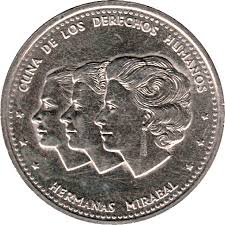 CUNA DE LOS DERECHOS HUMANOS
HERMANAS MIRABAL